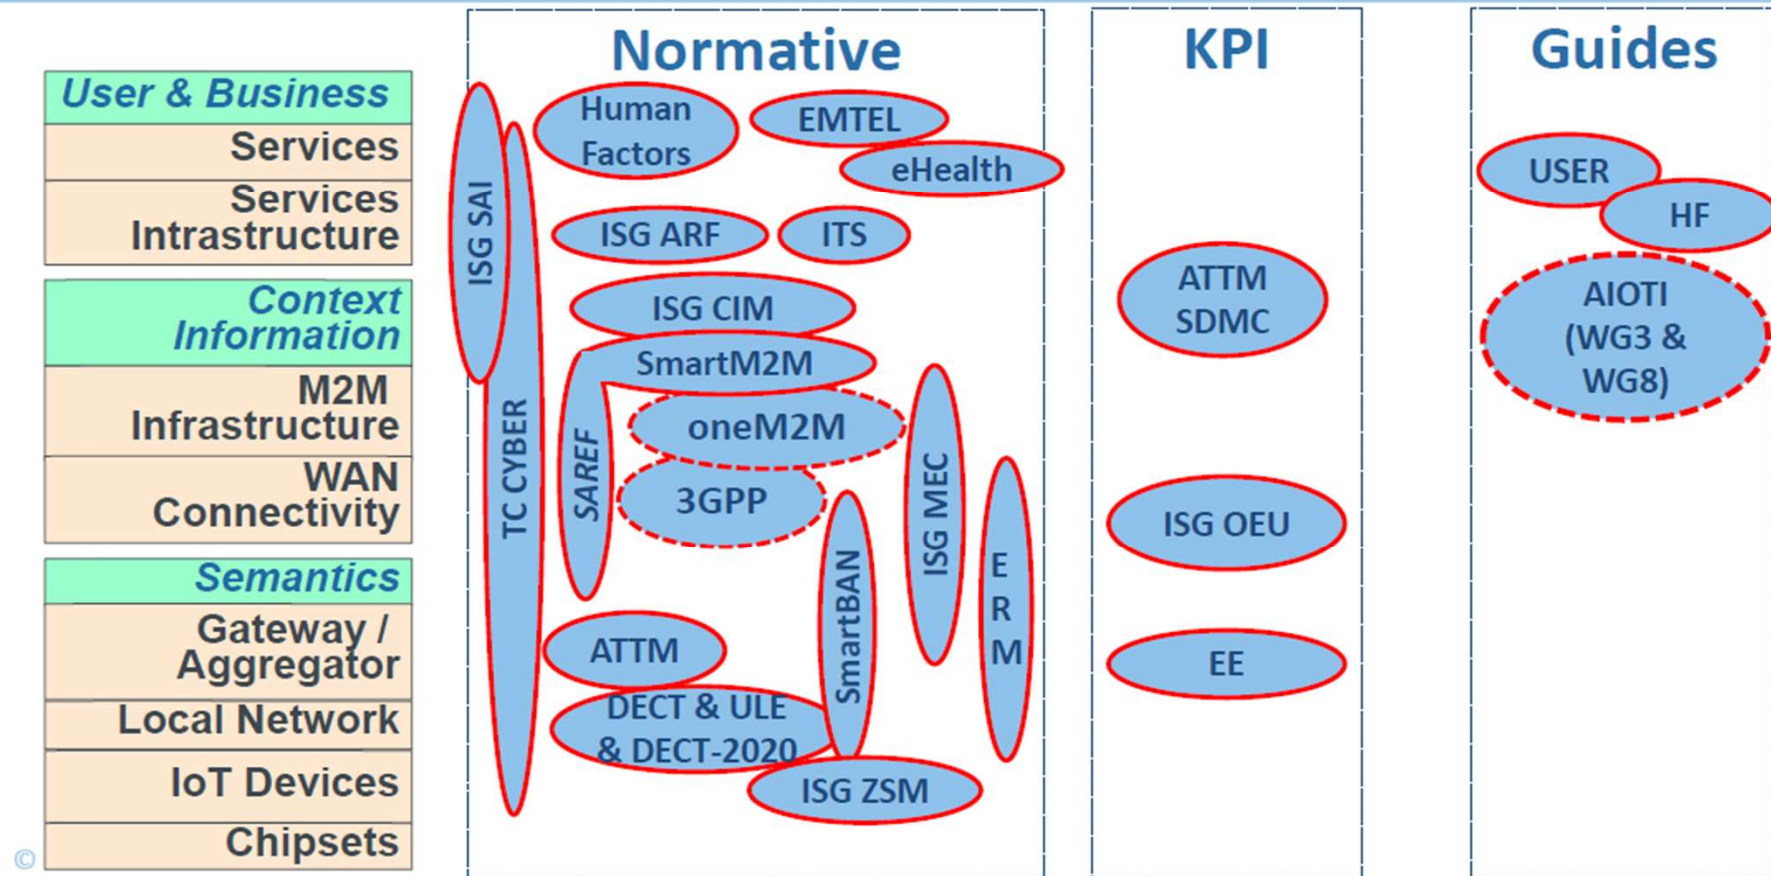 User & Business
Services
Services
Intrastructure
Context
Information
M2M
Infrastructure
WAN
Connectivity
Semantics
Gateway /
Aggregator
Local Network
IoT Devices
Chipsets
©
Normative
ISG SAI
TC CYBER
Human
Factors
EMTEL
eHealth
ISG ARF
ITS
ISG CIM
SmartM2M
SAREF
oneM2M
3GPP
ISG MEC
SmartBAN
E
R
M
ATTM
DECT & ULE
& DECT-2020
ISG ZSM
KPI
ATTM
SDMC
ISG OEU
EE
Guides
USER
HF
AIOTI
(WG3 &
WG8)